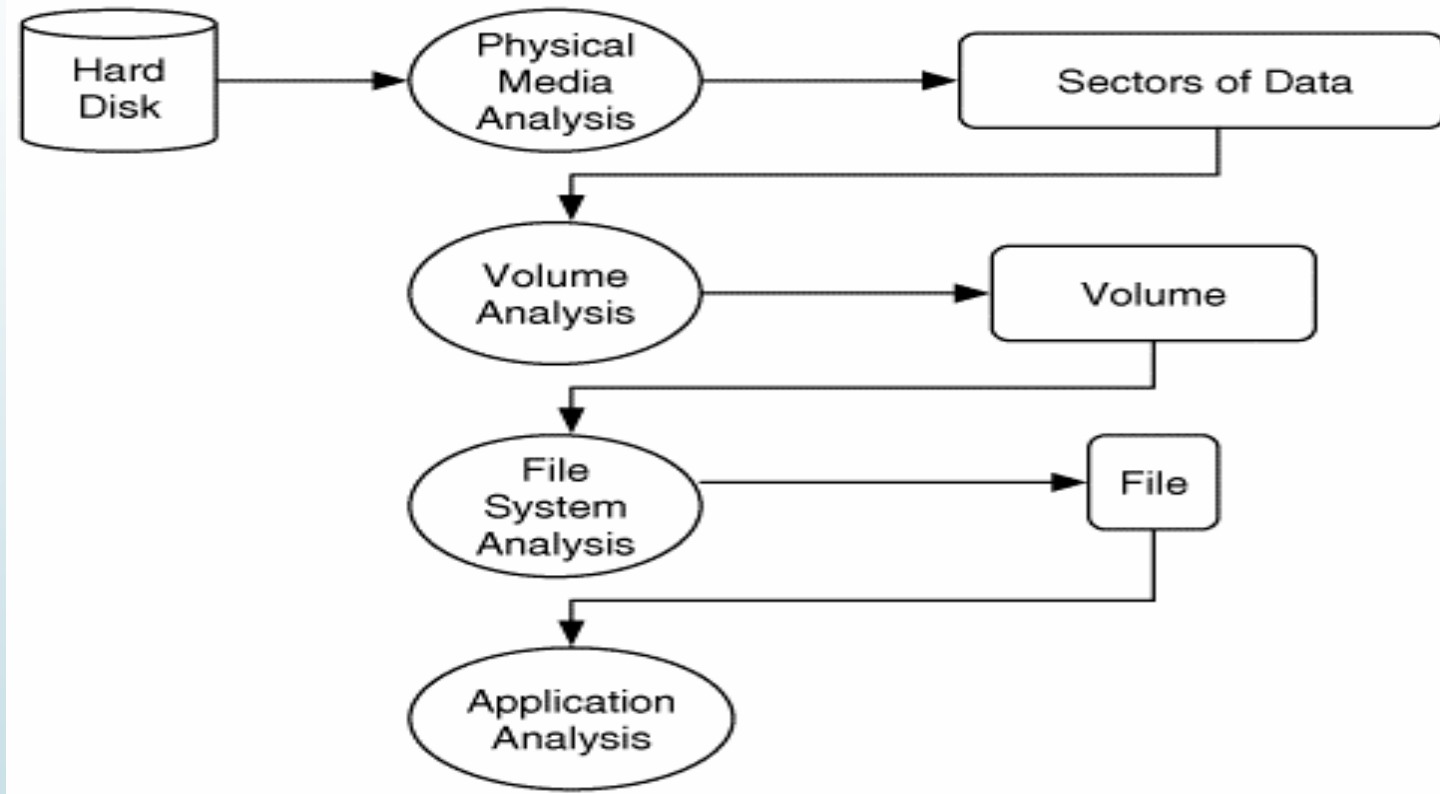 Hard
Disk
Physical
Media
Analysis
Sectors of Data
Volume
Analysis
Volume
File
System
Analysis
File
Application
Analysis